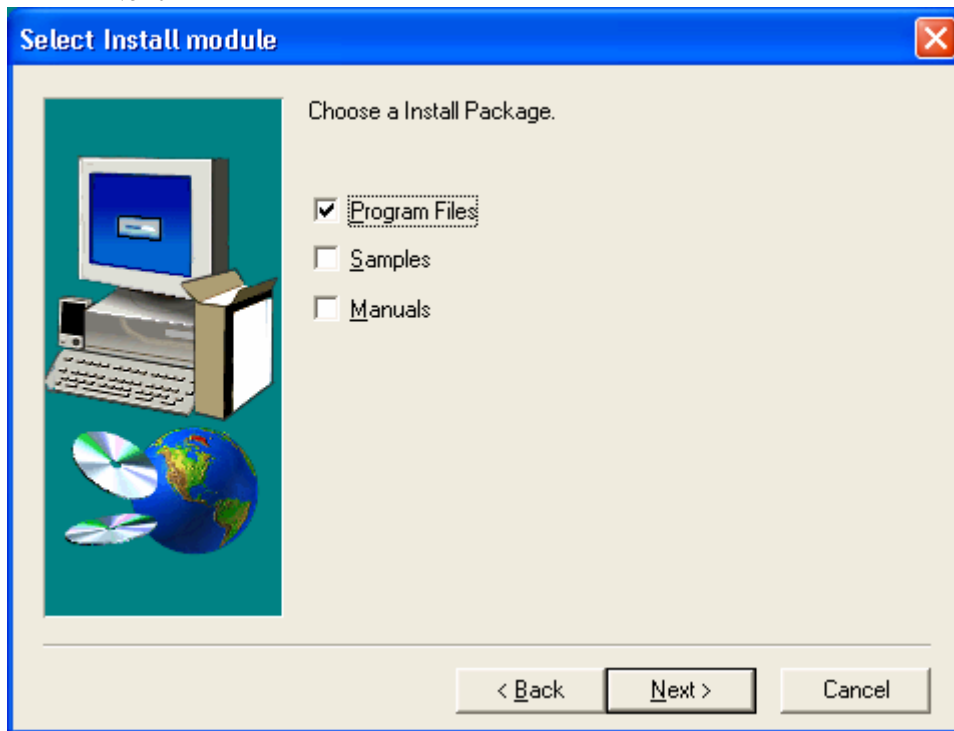 Select Install module
Choose a Install Package.
Program Files
Samples
Manuals
< Back
Next >
Cancel